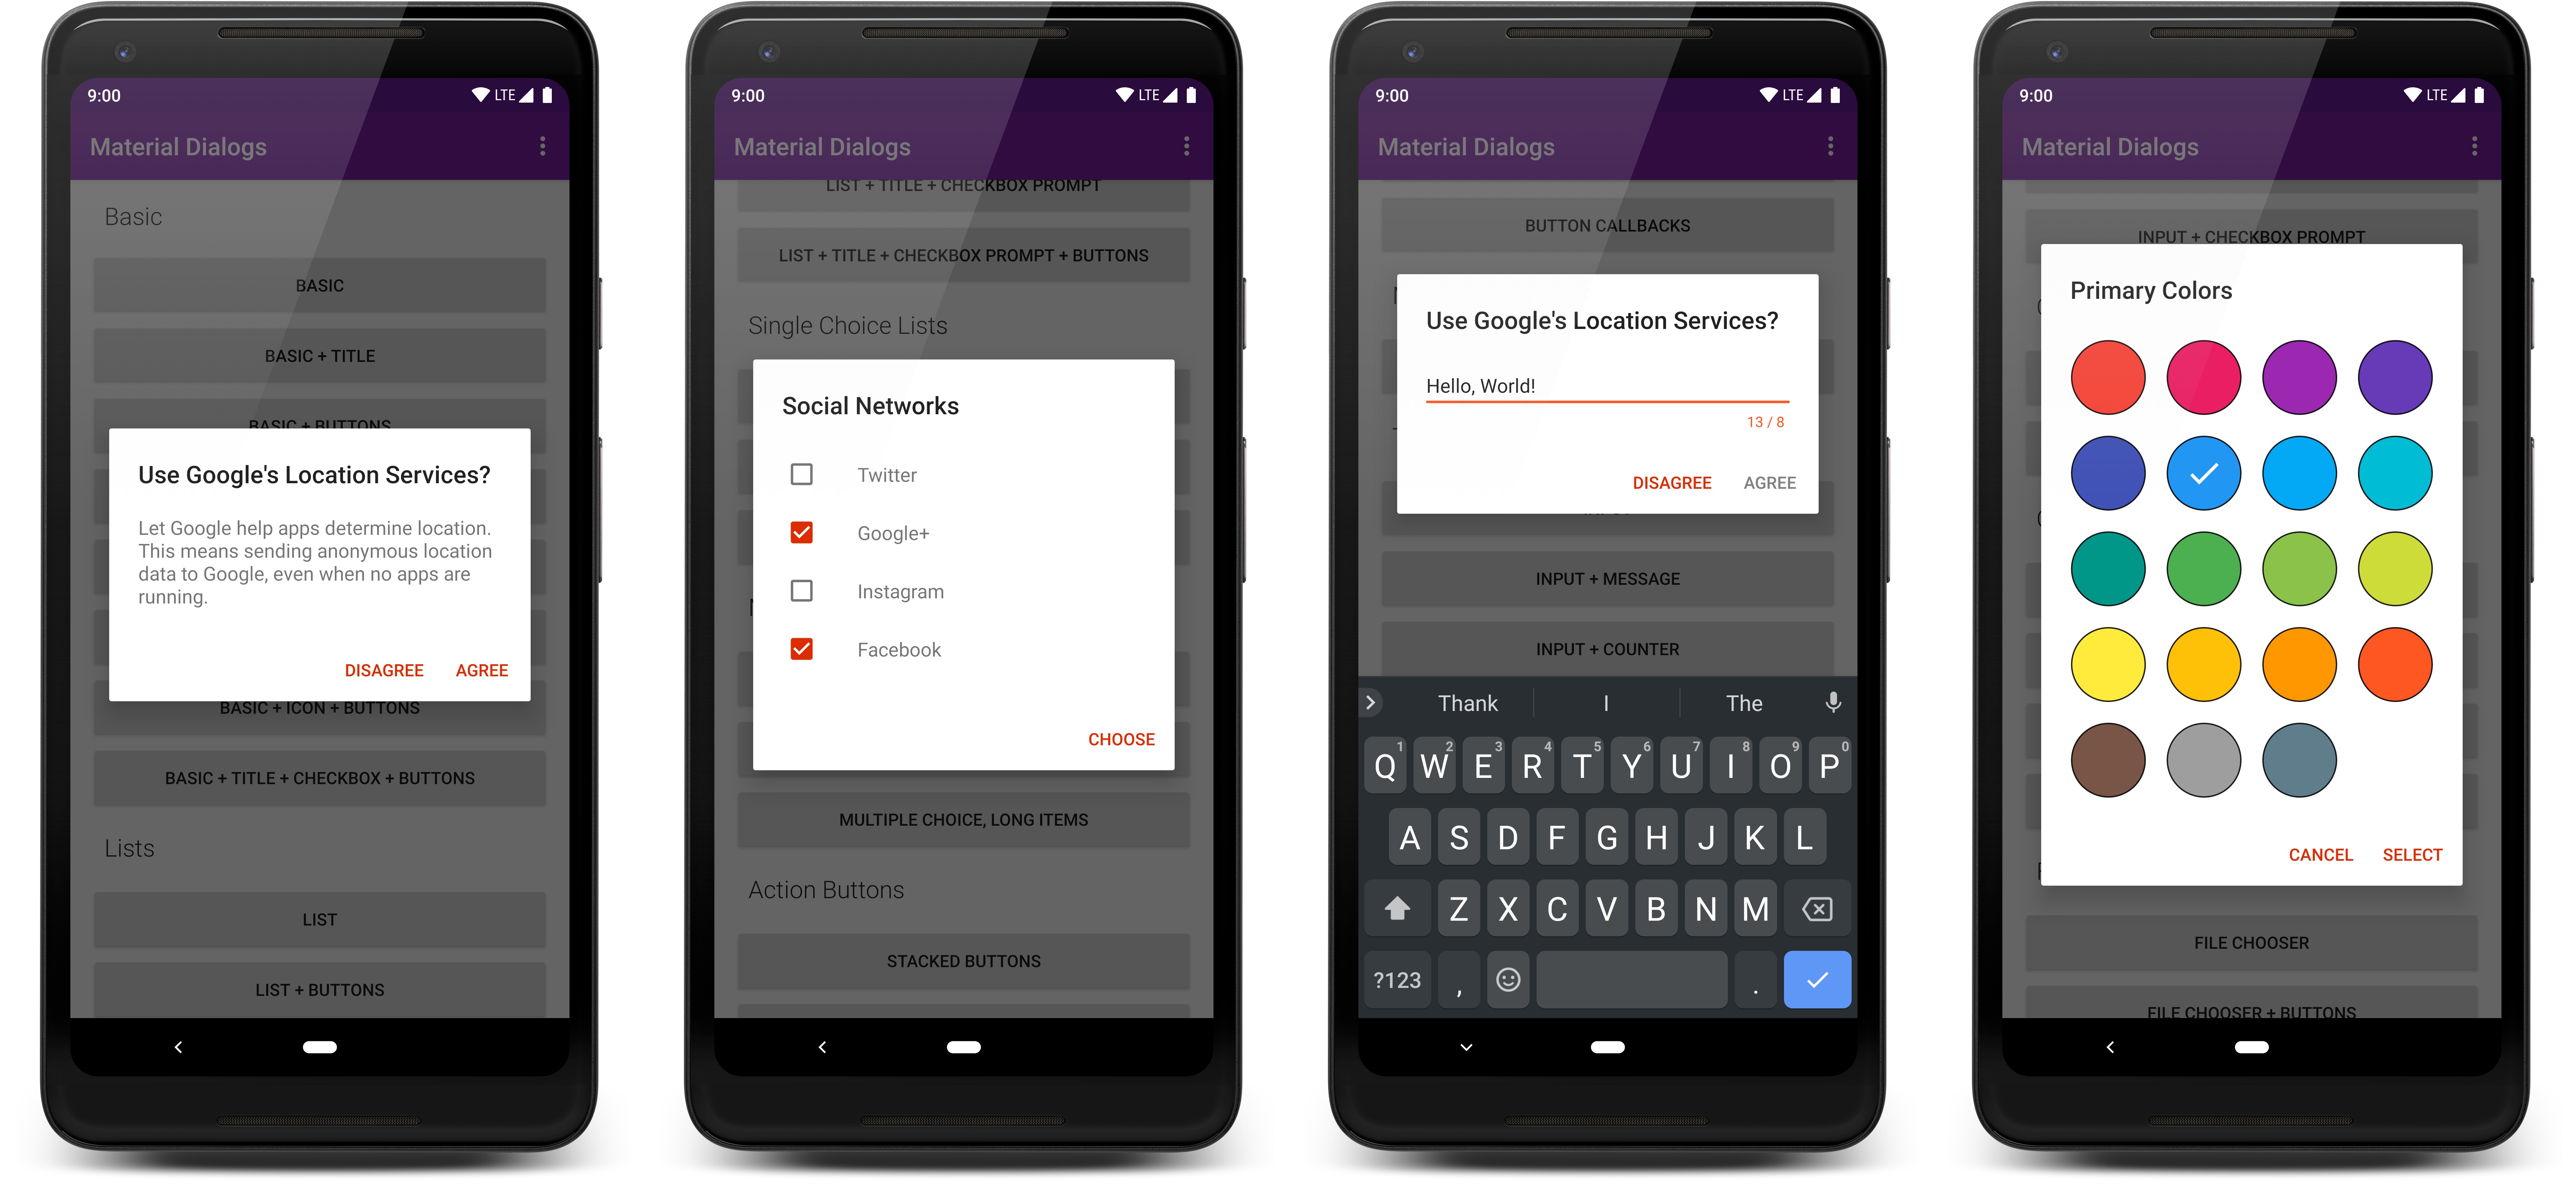 9:00
LTE
Material Dialogs
Basic
BASIC
BASIC + TITLE
BASIC + BUTTONS
Use Google's Location Services?
Let Google help apps determine location.
This means sending anonymous location
data to Google, even when no apps are
running.
DISAGREE AGREE
BASIC + ICON + BUTTONS
BASIC + TITLE + CHECKBOX + BUTTONS
Lists
LIST
LIST + BUTTONS
9:00
LTE
Material Dialogs
LIST + TITLE + CHECKBOX PROMPT
LIST + TITLE + CHECKBOX PROMPT + BUTTONS
Single Choice Lists
Social Networks
Twitter
Google+
Instagram
Facebook
CHOOSE
MULTIPLE CHOICE, LONG ITEMS
Action Buttons
STACKED BUTTONS
9:00
LTE
Material Dialogs
BUTTON CALLBACKS
Use Google's Location Services?
Hello, World!
13 / 8
DISAGREE AGREE
INPUT + MESSAGE
INPUT + COUNTER
Thank I The
1 2 3 4 5 6 7 8 9 0
Q W E R T Y U I O P
A S D F G H J K L
Z X C V B N M
?123 , .
9:00
LTE
Material Dialogs
INPUT + CHECKBOX PROMPT
Primary Colors
CANCEL SELECT
FILE CHOOSER
FILE CHOOSER + BUTTONS